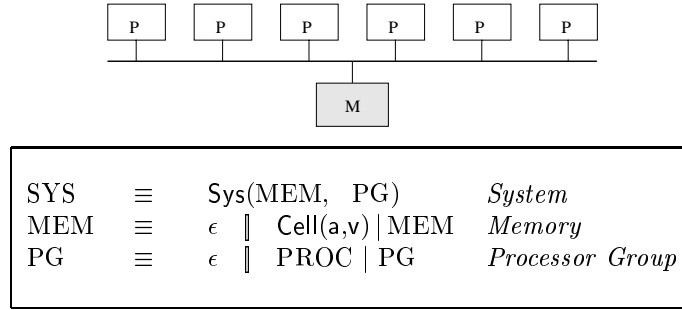 P P P P P P
M
SYS ≡ Sys(MEM, PG) System
MEM ≡ ϵ ⫿ Cell(a,v) | MEM Memory
PG ≡ ϵ ⫿ PROC | PG Processor Group